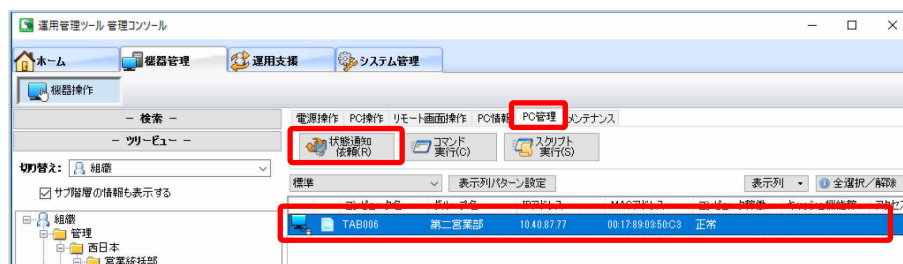 運用管理ツール 管理コンソール
ホーム 機器管理 運用支援 システム管理
機器操作
－ 検索 －
－ ツリービュー －
切り替え: 組織
サブ階層の情報も表示する
組織
管理
西日本
営業統括部
電源操作 PC操作 リモート画面操作 PC情報 PC管理 メンテナンス
状態通知
依頼(R)
コマンド
実行(C)
スクリプト
実行(S)
標準 表示列パターン設定 表示列 全選択／解除
コンピュータ名 グループ名 IPアドレス MACアドレス
TAB006 第二営業部 10.40.87.77 00:17:89:03:50:C3 正常